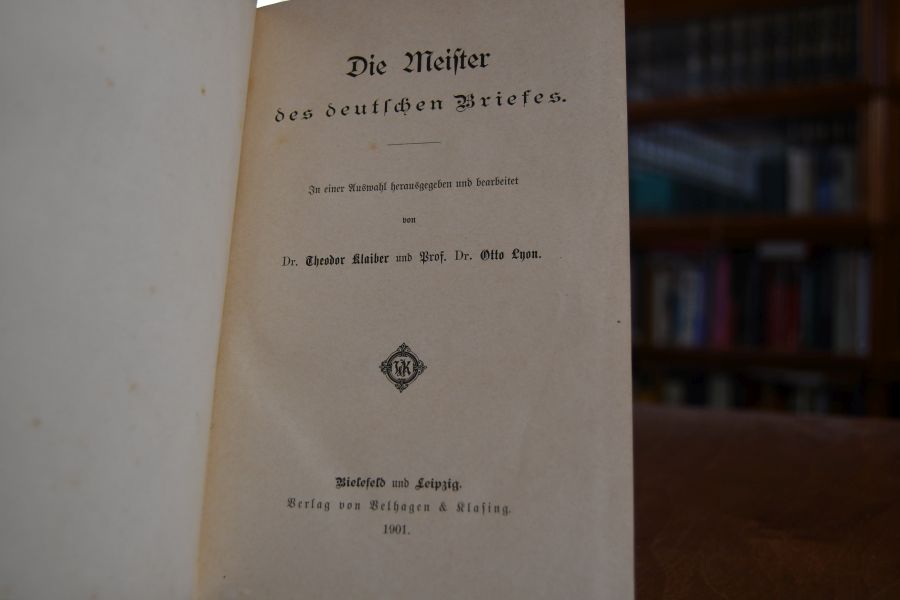 Die Meiſter
des deutſchen Briefes.
In einer Auswahl herausgegeben und bearbeitet
von
Dr. Theodor Klaiber und Prof. Dr. Otto Lyon.
VK
Bielefeld und Leipzig.
Verlag von Velhagen & Klaſing.
1901.